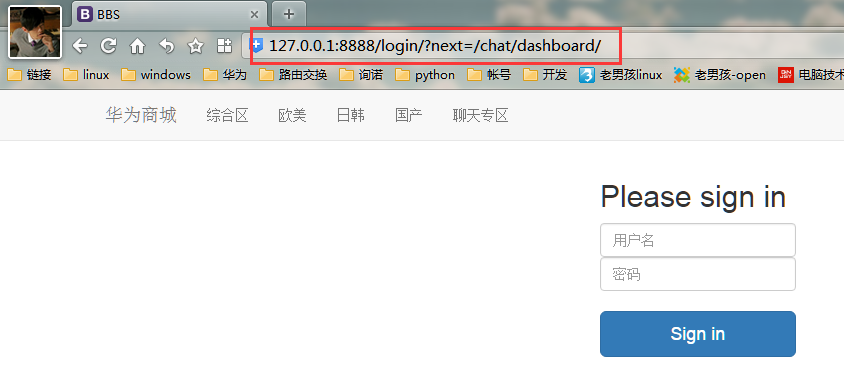 BBS
127.0.0.1:8888/login/?next=/chat/dashboard/
链接 linux windows 华为 路由交换 询诺 python 帐号 开发 老男孩linux 老男孩-open 电脑技术
华为商城 综合区 欧美 日韩 国产 聊天专区
Please sign in
用户名
密码
Sign in